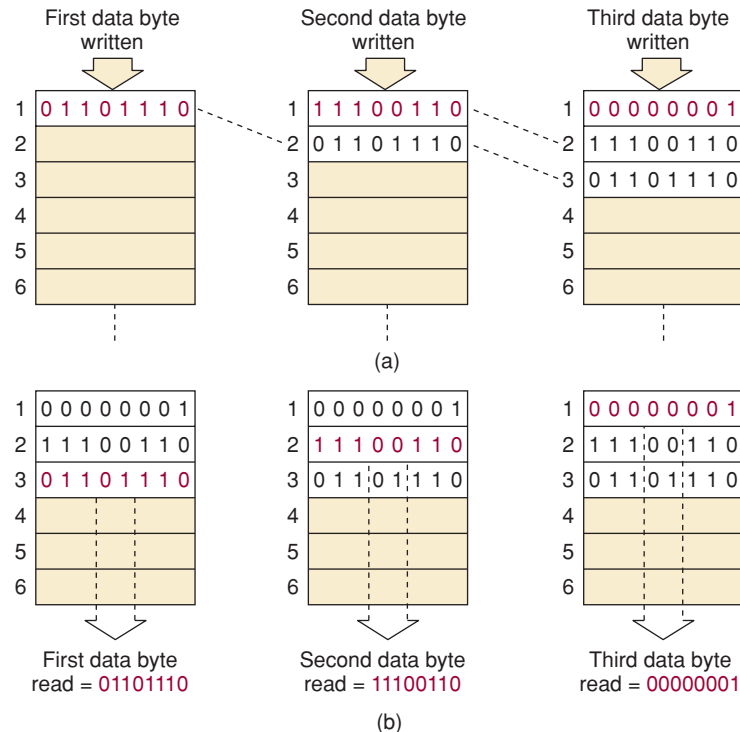 First data byte written
Second data byte written
Third data byte written
1 0 1 1 0 1 1 1 0
2
3
4
5
6
1 1 1 1 0 0 1 1 0
2 0 1 1 0 1 1 1 0
3
4
5
6
1 0 0 0 0 0 0 0 1
2 1 1 1 0 0 1 1 0
3 0 1 1 0 1 1 1 0
4
5
6
(a)
1 0 0 0 0 0 0 0 1
2 1 1 1 0 0 1 1 0
3 0 1 1 0 1 1 1 0
4
5
6
First data byte
read = 01101110
1 0 0 0 0 0 0 0 1
2 1 1 1 0 0 1 1 0
3 0 1 1 0 1 1 1 0
4
5
6
Second data byte
read = 11100110
1 0 0 0 0 0 0 0 1
2 1 1 1 0 0 1 1 0
3 0 1 1 0 1 1 1 0
4
5
6
Third data byte
read = 00000001
(b)